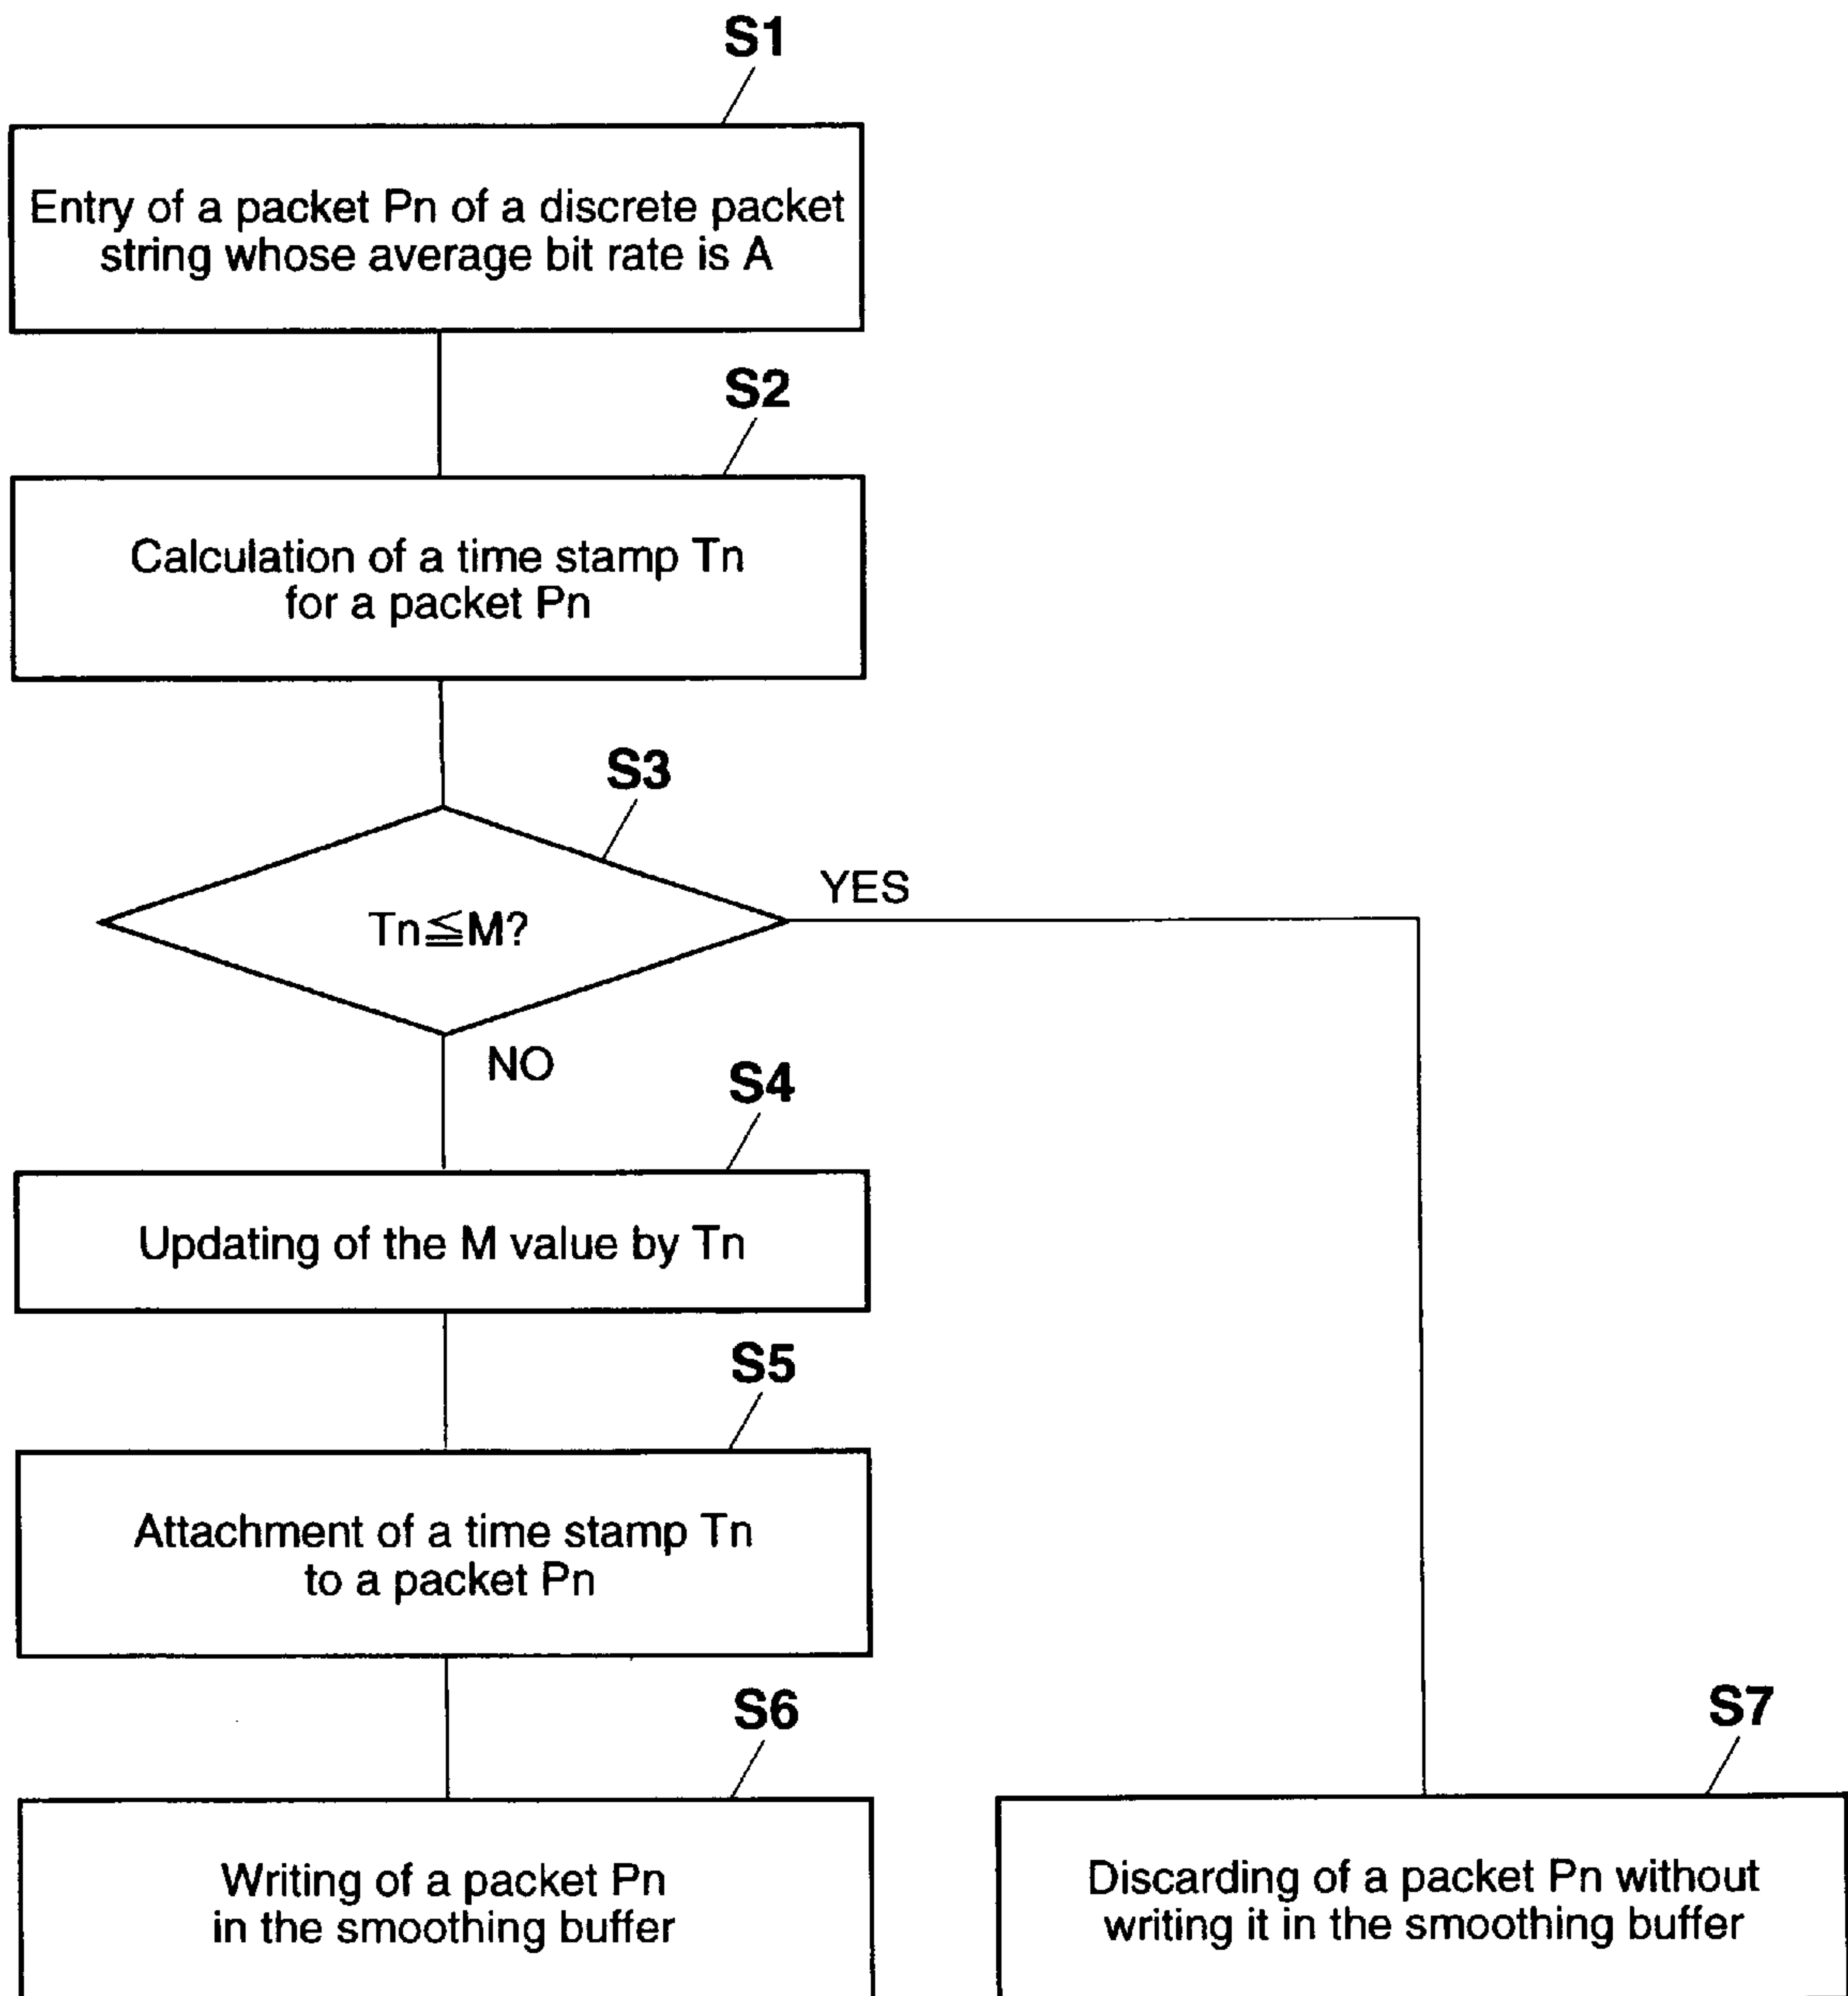 S1
Entry of a packet Pn of a discrete packet
string whose average bit rate is A
S2
Calculation of a time stamp Tn
for a packet Pn
S3
Tn≦M?
YES
NO
S4
Updating of the M value by Tn
S5
Attachment of a time stamp Tn
to a packet Pn
S6
Writing of a packet Pn
in the smoothing buffer
S7
Discarding of a packet Pn without
writing it in the smoothing buffer